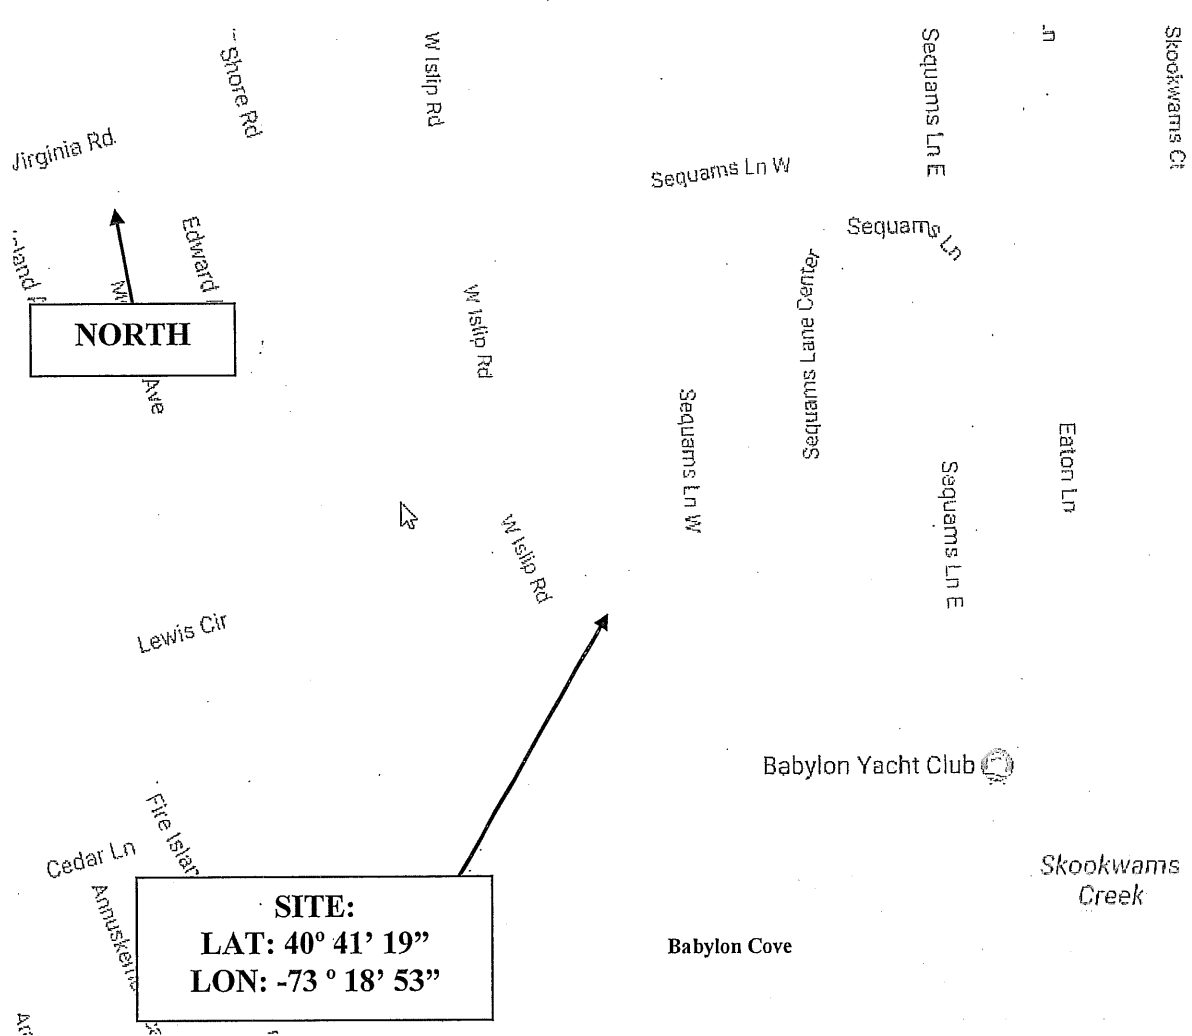 Shore Rd
W Islip Rd
Sequams Ln E
Ln
Skookwams Ct
Virginia Rd.
Sequams Ln W
Sequams Ln
Edward
Sequams Lane Center
W Islip Rd
NORTH
Ave
Sequams Ln W
Eaton Ln
Sequams Ln E
W Islip Rd
Lewis Cir
Babylon Yacht Club
Fire Islan
Cedar Ln
Skookwams
Creek
SITE:
LAT: 40º 41’ 19”
LON: -73 º 18’ 53”
Babylon Cove